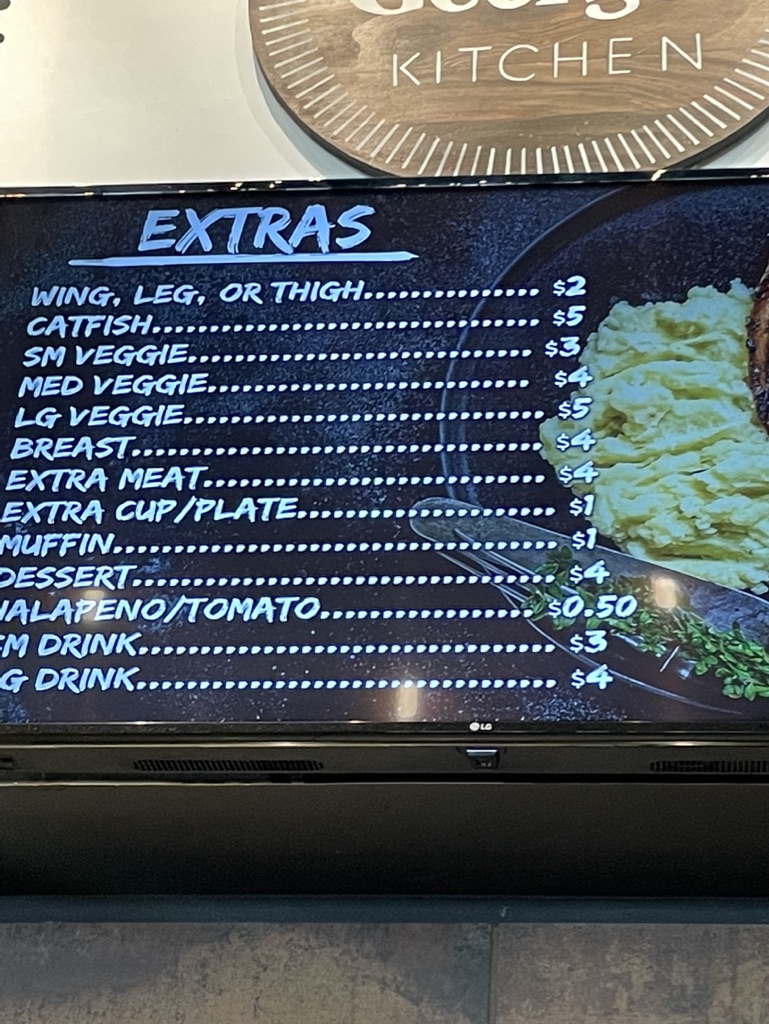 KITCHEN
EXTRAS
WING, LEG, OR THIGH............... $2
CATFISH.................................. $5
SM VEGGIE.............................. $3
MED VEGGIE............................ $4
LG VEGGIE............................... $5
BREAST................................... $4
EXTRA MEAT............................ $4
EXTRA CUP/PLATE................... $1
MUFFIN................................... $1
DESSERT................................. $4
JALAPENO/TOMATO................ $0.50
M DRINK................................. $3
G DRINK................................. $4
LG